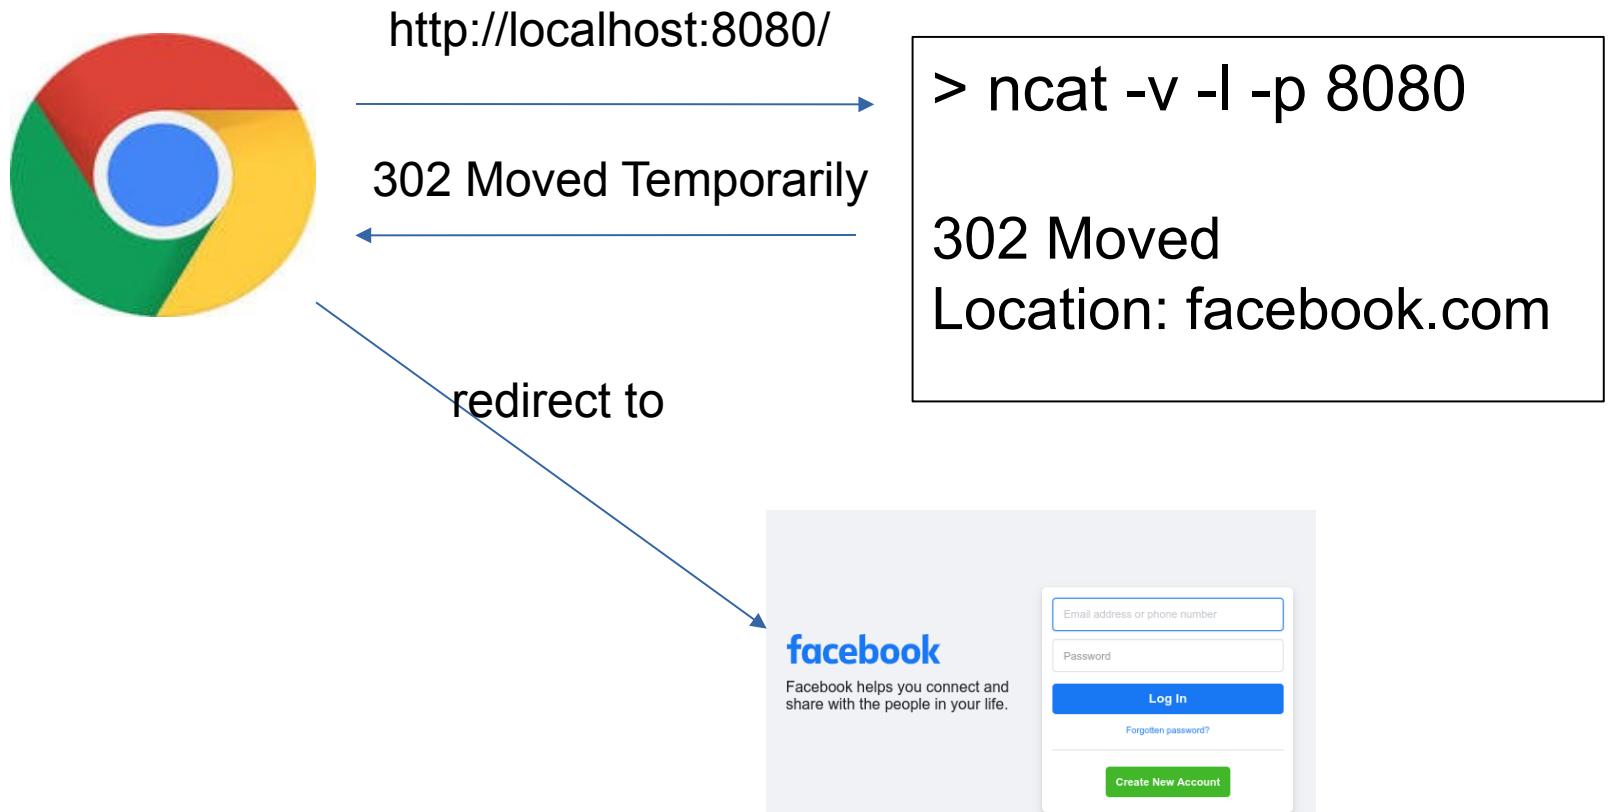 http://localhost:8080/
302 Moved Temporarily
> ncat -v -l -p 8080
302 Moved
Location: facebook.com
redirect to
facebook
Facebook helps you connect and
share with the people in your life.
Email address or phone number
Password
Log In
Forgotten password?
Create New Account